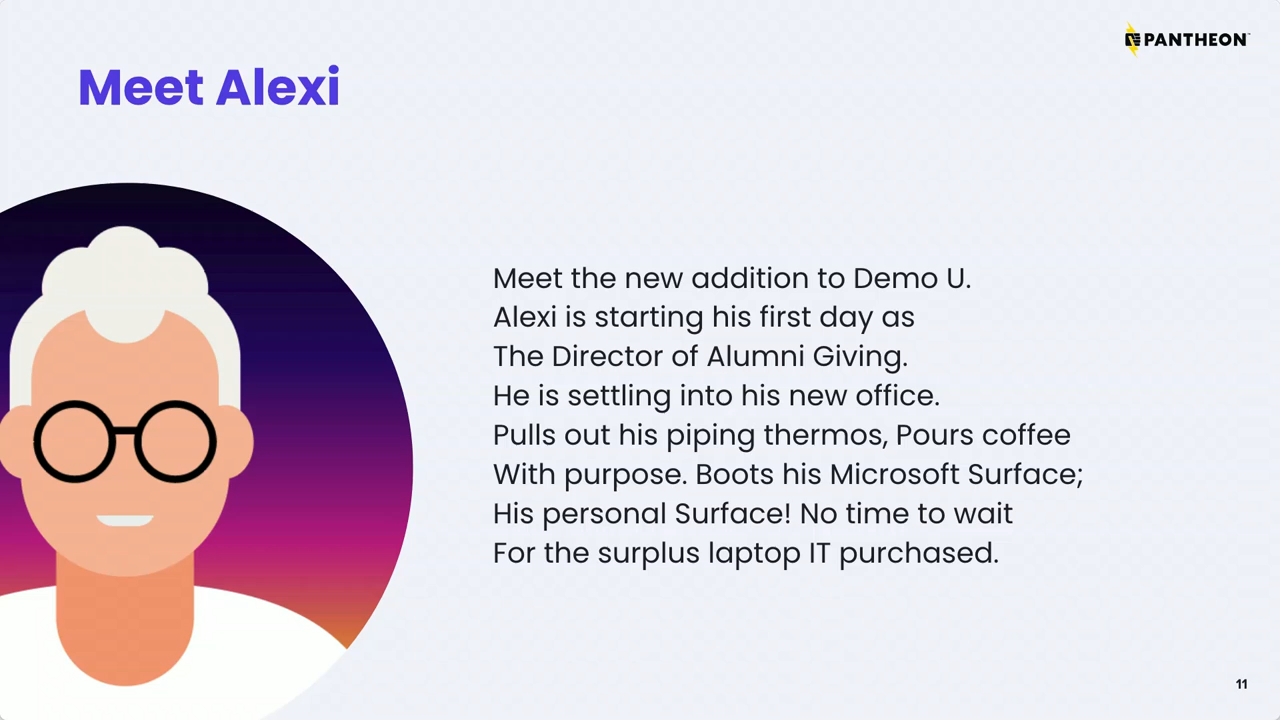 PANTHEON
Meet Alexi
Meet the new addition to Demo U.
Alexi is starting his first day as
The Director of Alumni Giving.
He is settling into his new office.
Pulls out his piping thermos, Pours coffee
With purpose. Boots his Microsoft Surface;
His personal Surface! No time to wait
For the surplus laptop IT purchased.
11